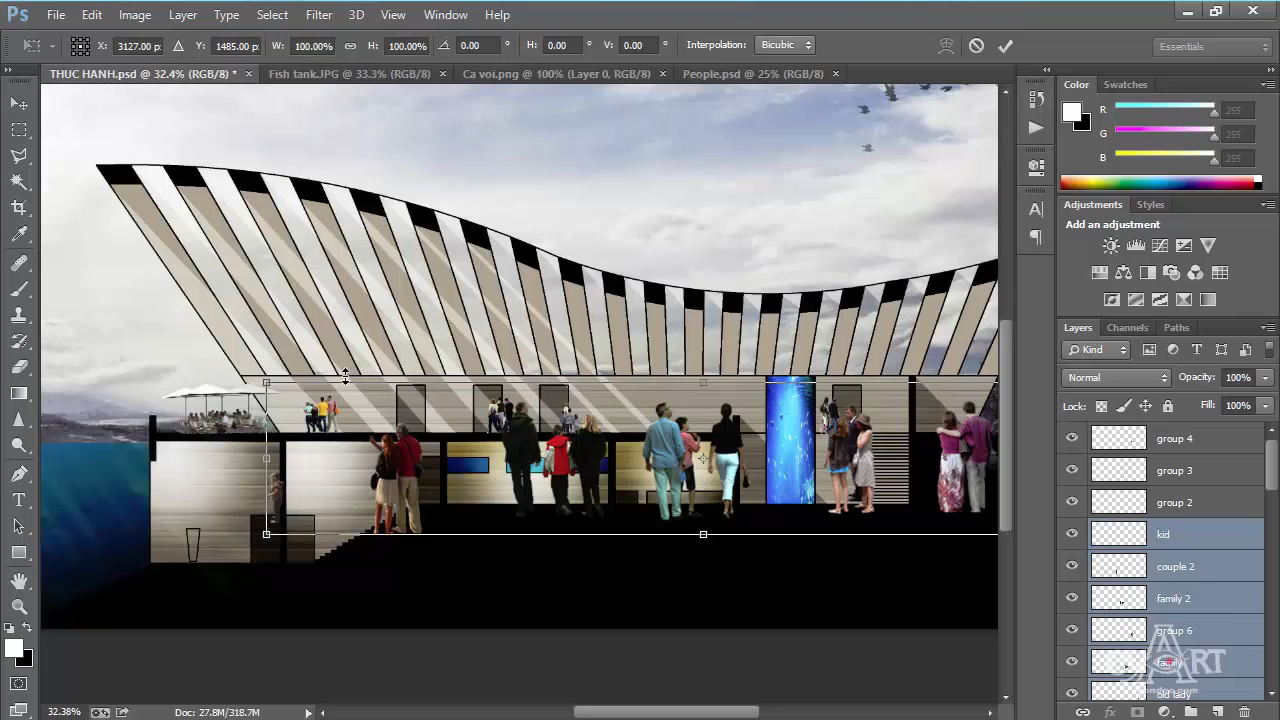 Ps File Edit Image Layer Type Select Filter 3D View Window Help
X: 3127.00 p: Y: 1485.00 p: W: 100.00% H: 100.00% 0.00 ° H: 0.00 ° V: 0.00 ° Interpolation: Bicubic Essentials
THUC HANH.psd @ 32.4% (RGB/8) * × Fish tank.JPG @ 33.3% (RGB/8) × Ca voi.png @ 100% (Layer 0, RGB/8) × People.psd @ 25% (RGB/8) ×
Color Swatches
R 255
G 255
B 255
Adjustments Styles
Add an adjustment
Layers Channels Paths
Kind
Normal Opacity: 100%
Lock: Fill: 100%
group 4
group 3
group 2
kid
couple 2
family 2
group 6
family
old lady
32.38% Doc: 27.8M/318.7M